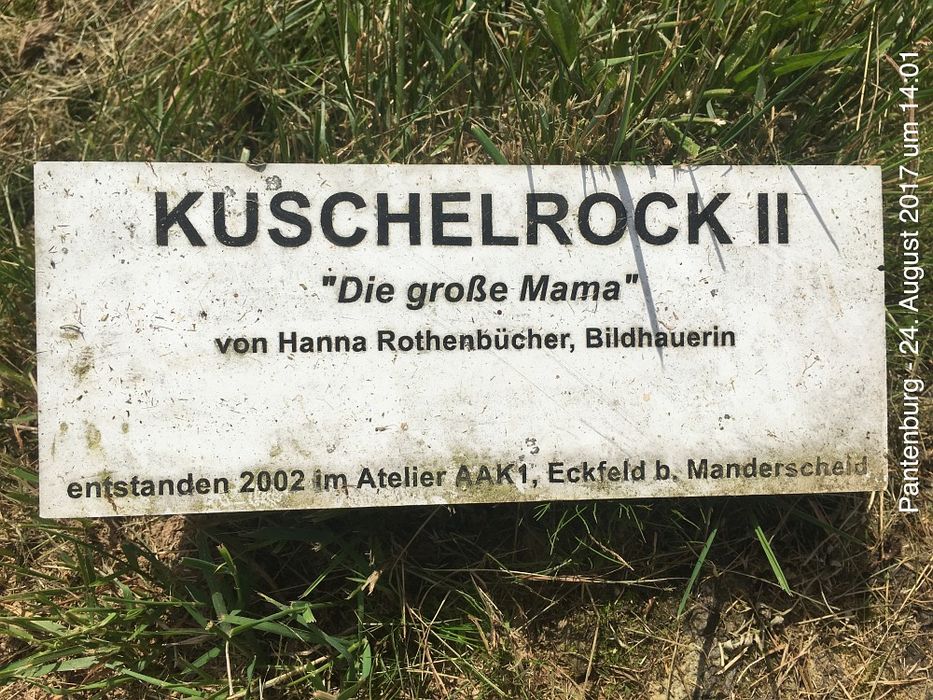 KUSCHELROCK II
"Die große Mama"
von Hanna Rothenbücher, Bildhauerin
entstanden 2002 im Atelier AAK1, Eckfeld b. Manderscheid
Pantenburg - 24. August 2017 um 14:01